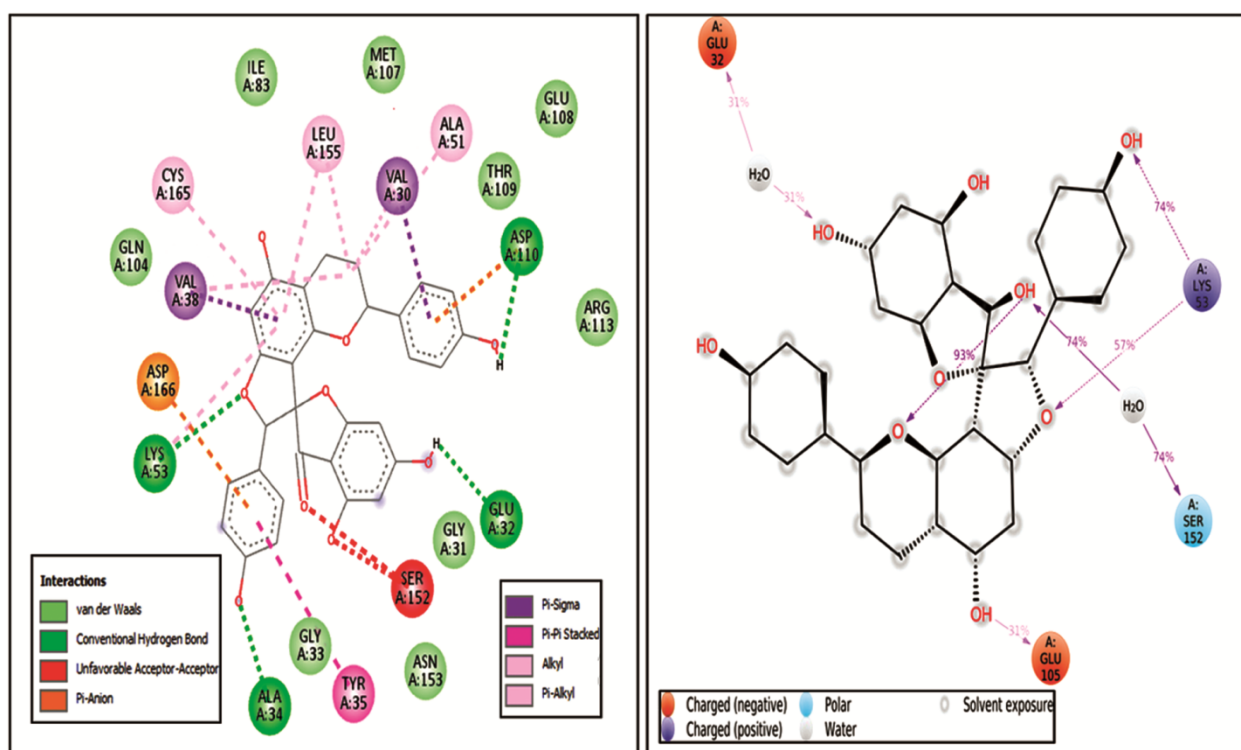 ILE
A:83
MET
A:107
GLU
A:108
LEU
A:155
ALA
A:51
CYS
A:165
VAL
A:30
THR
A:109
GLN
A:104
VAL
A:38
ASP
A:110
ARG
A:113
ASP
A:166
LYS
A:53
H
O
O
O
O
H
O
O
O
O
GLU
A:32
GLY
A:31
SER
A:152
GLY
A:33
ASN
A:153
TYR
A:35
ALA
A:34
Interactions
van der Waals
Conventional Hydrogen Bond
Unfavorable Acceptor-Acceptor
Pi-Anion
Pi-Sigma
Pi-Pi Stacked
Alkyl
Pi-Alkyl
A:
GLU
32
31%
H₂O
31%
HO
OH
OH
74%
A:
LYS
53
OH
93%
74%
57%
H₂O
HO
O
O
O
74%
A:
SER
152
OH
31%
A:
GLU
105
Charged (negative)
Charged (positive)
Polar
Water
Solvent exposure